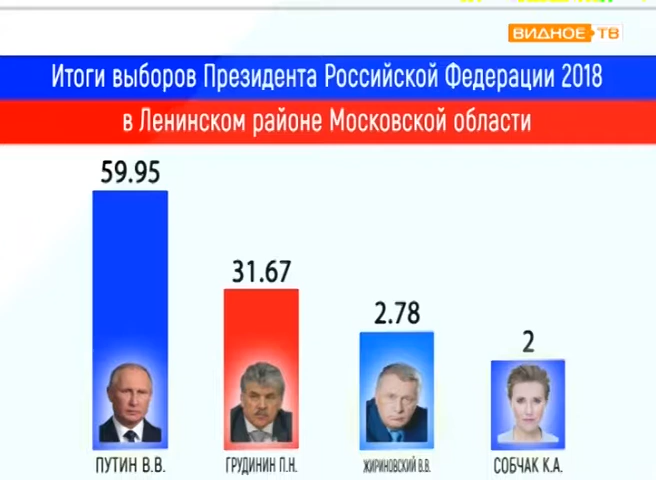 ВИДНОЕ ТВ
Итоги выборов Президента Российской Федерации 2018
в Ленинском районе Московской области
59.95
31.67
2.78
2
ПУТИН В.В.
ГРУДИНИН П.Н.
ЖИРИНОВСКИЙ В.В.
СОБЧАК К.А.